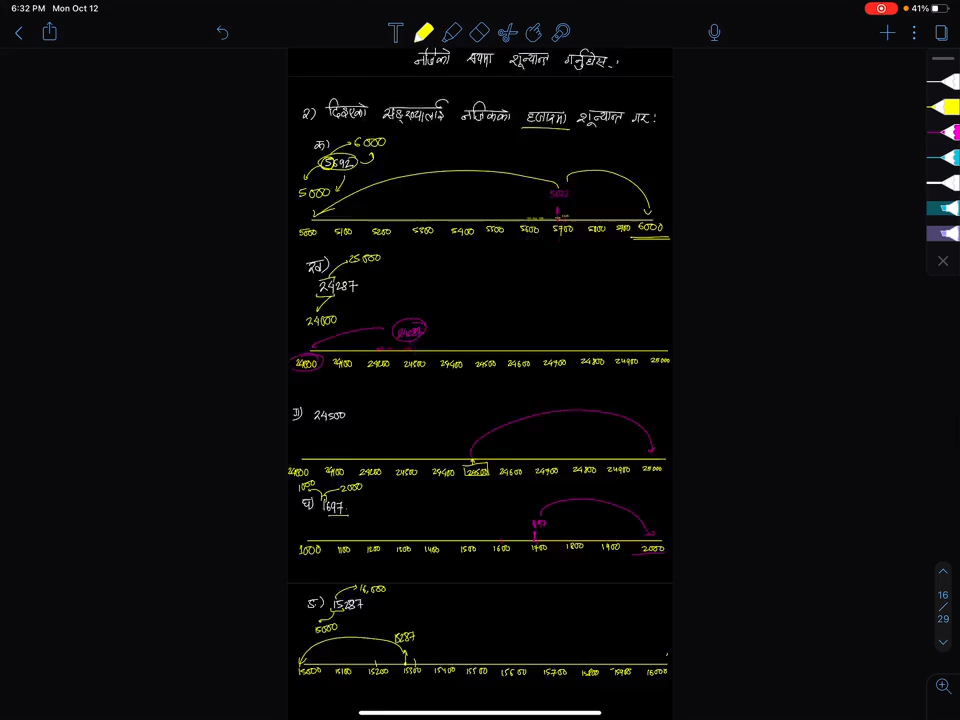 6:32 PM Mon Oct 12
41%
नजिकको सयमा शून्यान्त गर्नुहोस् .
२) दिइएको सङ्ख्यालाई नजिकको हजारमा शून्यान्त गर :
क) 6000
5692
5000
5692
5000 5100 5200 5300 5400 5500 5600 5700 5800 5900 6000
ख) 25000
24287
24000
24000 24100 24200 24300 24400 24500 24600 24700 24800 24900 25000
ग) 24500
24000 24100 24200 24300 24400 24500 24600 24700 24800 24900 25000
1000 2000
घ) 1697.
1697
1000 1100 1200 1300 1400 1500 1600 1700 1800 1900 2000
16,000
ङ) 15287
15000
15287
15000 15100 15200 15300 15400 15500 15600 15700 15800 15900 16000
16
/
29